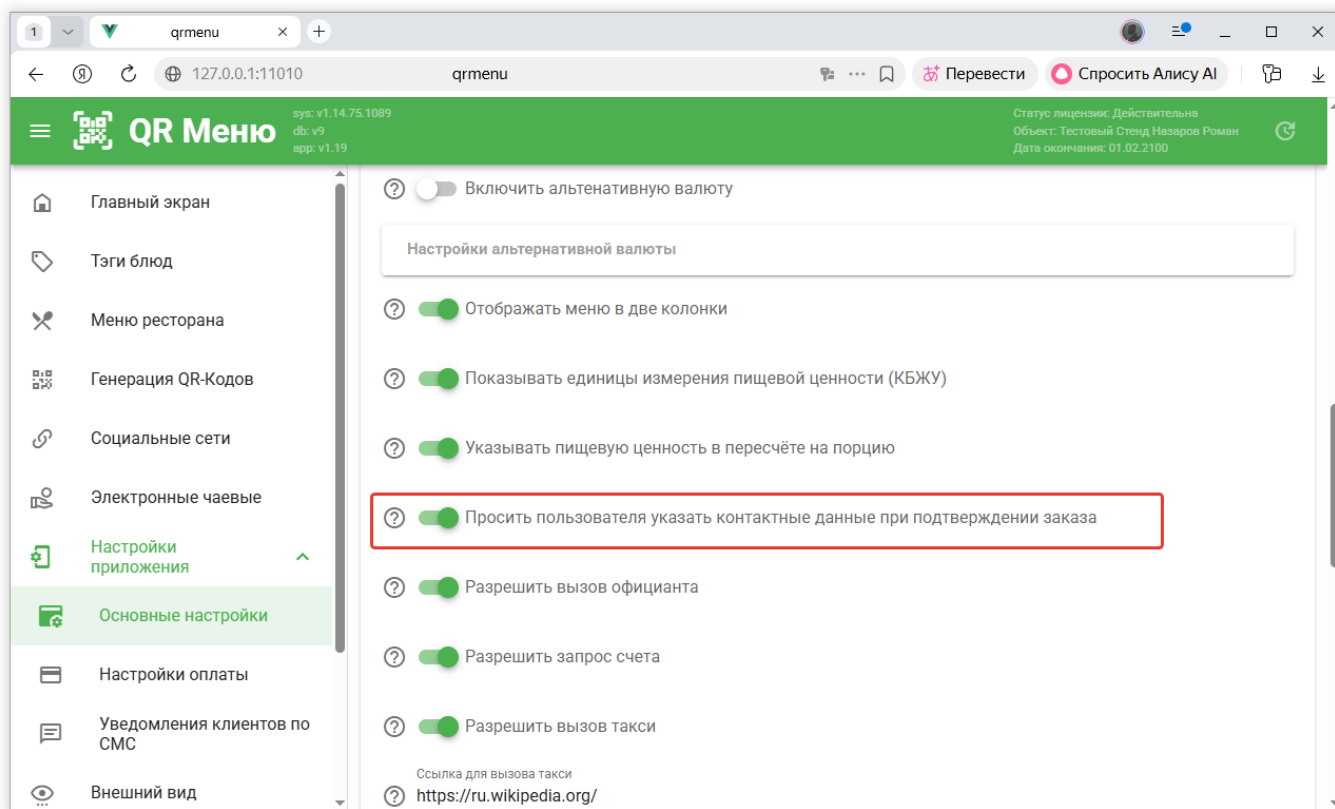 1
qrmenu
127.0.0.1:11010
qrmenu
Перевести
Спросить Алису AI
QR Меню
sys: v1.14.75.1089
db: v9
app: v1.19
Статус лицензии: Действительна
Объект: Тестовый Стенд Назаров Роман
Дата окончания: 01.02.2100
Главный экран
Тэги блюд
Меню ресторана
Генерация QR-Кодов
Социальные сети
Электронные чаевые
Настройки
приложения
Основные настройки
Настройки оплаты
Уведомления клиентов по
СМС
Внешний вид
Включить альтенативную валюту
Настройки альтернативной валюты
Отображать меню в две колонки
Показывать единицы измерения пищевой ценности (КБЖУ)
Указывать пищевую ценность в пересчёте на порцию
Просить пользователя указать контактные данные при подтверждении заказа
Разрешить вызов официанта
Разрешить запрос счета
Разрешить вызов такси
Ссылка для вызова такси
https://ru.wikipedia.org/